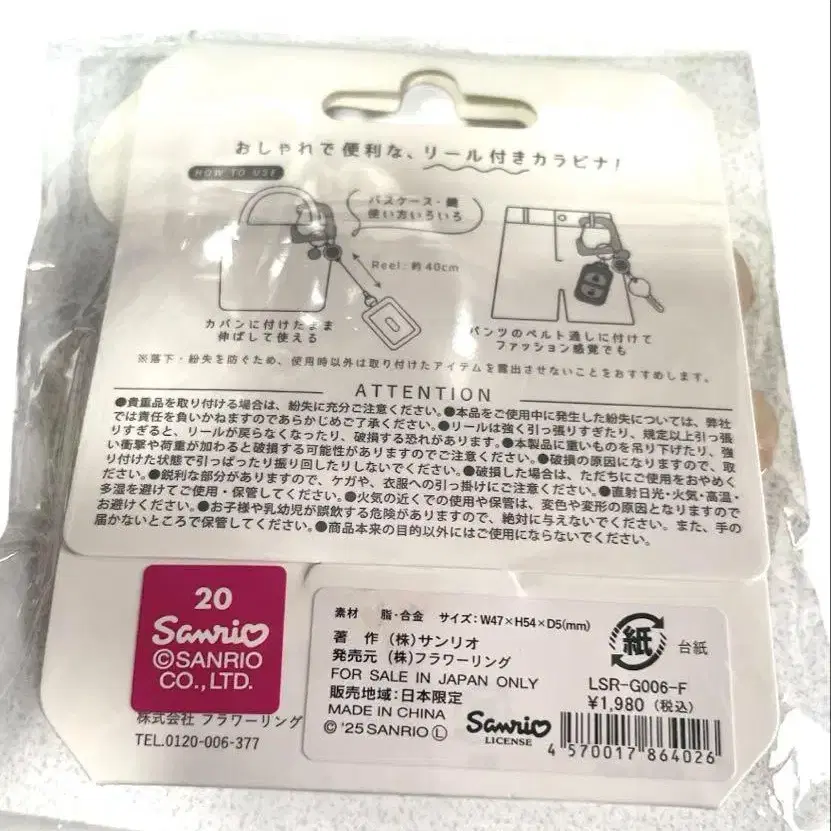 おしゃれで便利な、リール付きカラビナ!
HOW TO USE
パスケース・鍵
使い方いろいろ
Reel:約40cm
カバンに付けたまま
伸ばして使える
パンツのベルト通しに付けて
ファッション感覚でも
※落下・紛失を防ぐため、使用時以外は取り付けたアイテムを露出させないことをおすすめします。
ATTENTION
●貴重品を取り付ける場合は、紛失に充分ご注意ください。●本品をご使用中に発生した紛失については、弊社
では責任を負いかねますのであらかじめご了承ください。●リールは強く引っ張りすぎたり、規定以上引っ張
りすぎると、リールが戻らなくなったり、破損する恐れがあります。●本製品に重いものを吊り下げたり、強
い衝撃や荷重が加わると破損する可能性がありますのでご注意ください。●破損の原因になりますので、取
り付けた状態で引っぱったり振り回したりしないでください。●破損した場合は、ただちにご使用をおやめく
ださい。●鋭利な部分がありますので、ケガや、衣服への引っ掛けにご注意ください。●直射日光・火気・高温・
多湿を避けてご使用・保管してください。●火気の近くでの使用や保管は、変色や変形の原因となりますので
お避けください。●お子様や乳幼児が誤飲する危険がありますので、絶対に与えないでください。また、手の
届かないところで保管してください。●商品本来の目的以外にはご使用にならないでください。
20
Sanrio
©SANRIO
CO., LTD.
株式会社 フラワーリング
TEL.0120-006-377
素材 脂・合金 サイズ:W47×H54×D5(mm)
著 作 (株)サンリオ
発売元 (株)フラワーリング
FOR SALE IN JAPAN ONLY
販売地域:日本限定
MADE IN CHINA
© '25 SANRIO Ⓛ
Sanrio
LICENSE
紙
台紙
LSR-G006-F
¥1,980(税込)
4 570017 864026